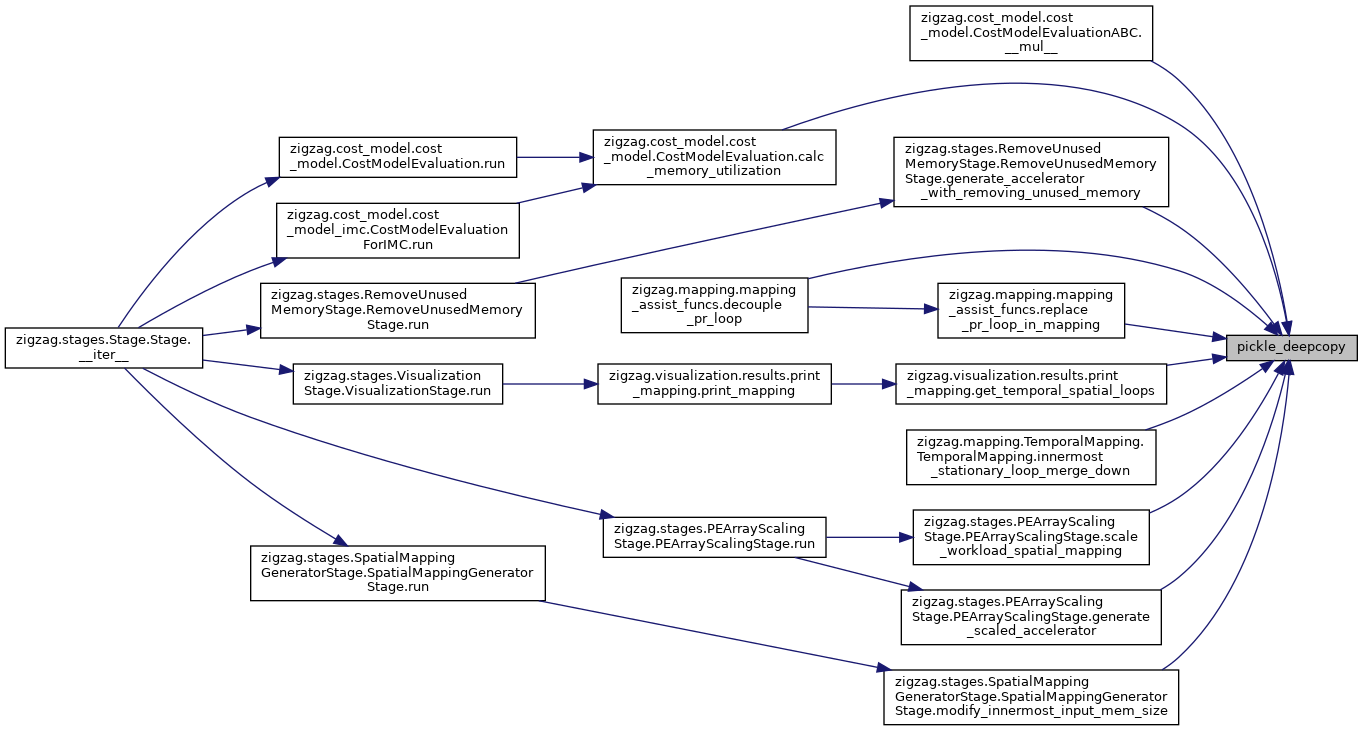 zigzag.cost_model.cost
_model.CostModelEvaluationABC.
__mul__
zigzag.cost_model.cost
_model.CostModelEvaluation.run
zigzag.cost_model.cost
_model.CostModelEvaluation.calc
_memory_utilization
zigzag.stages.RemoveUnused
MemoryStage.RemoveUnusedMemory
Stage.generate_accelerator
_with_removing_unused_memory
zigzag.cost_model.cost
_model_imc.CostModelEvaluation
ForIMC.run
zigzag.stages.RemoveUnused
MemoryStage.RemoveUnusedMemory
Stage.run
zigzag.mapping.mapping
_assist_funcs.decouple
_pr_loop
zigzag.mapping.mapping
_assist_funcs.replace
_pr_loop_in_mapping
zigzag.stages.Stage.Stage.
__iter__
pickle_deepcopy
zigzag.stages.Visualization
Stage.VisualizationStage.run
zigzag.visualization.results.print
_mapping.print_mapping
zigzag.visualization.results.print
_mapping.get_temporal_spatial_loops
zigzag.mapping.TemporalMapping.
TemporalMapping.innermost
_stationary_loop_merge_down
zigzag.stages.PEArrayScaling
Stage.PEArrayScalingStage.run
zigzag.stages.PEArrayScaling
Stage.PEArrayScalingStage.scale
_workload_spatial_mapping
zigzag.stages.SpatialMapping
GeneratorStage.SpatialMappingGenerator
Stage.run
zigzag.stages.PEArrayScaling
Stage.PEArrayScalingStage.generate
_scaled_accelerator
zigzag.stages.SpatialMapping
GeneratorStage.SpatialMappingGenerator
Stage.modify_innermost_input_mem_size